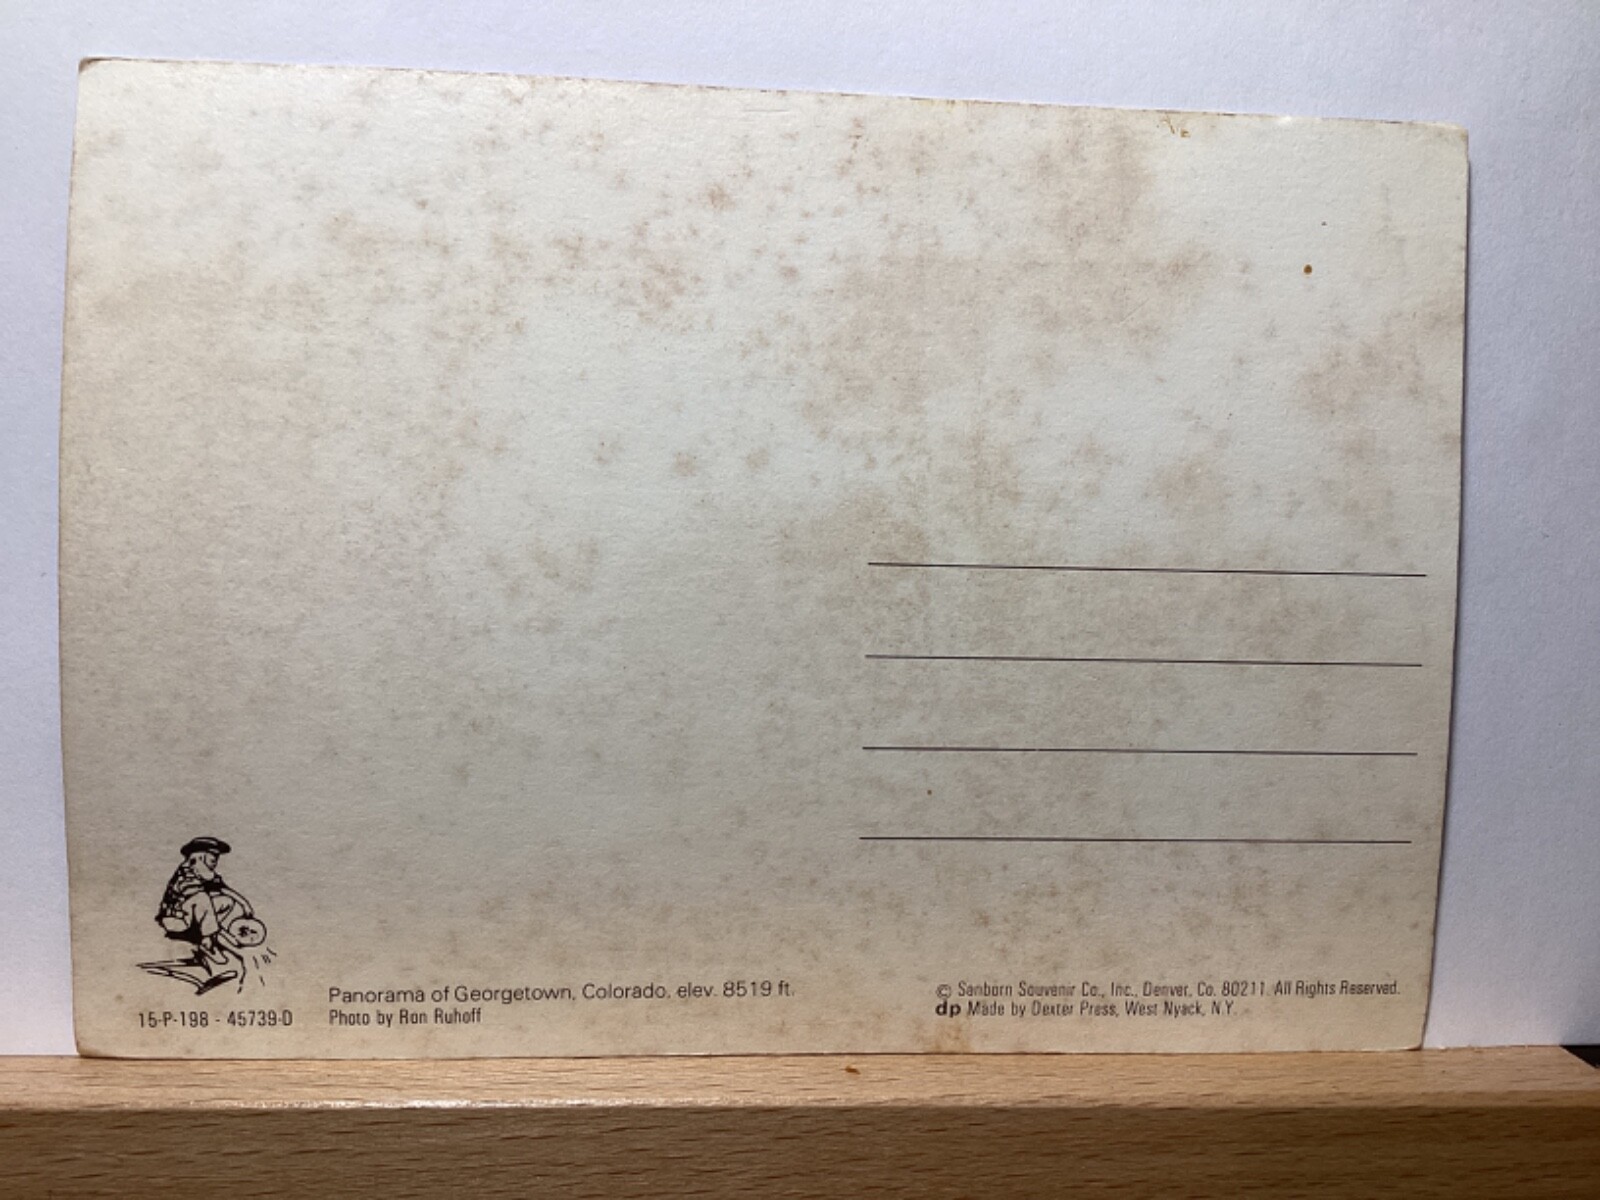 Panorama of Georgetown, Colorado, elev. 8519 ft.
15-P-198 - 45739-D
Photo by Ron Ruhoff
© Sanborn Souvenir Co., Inc., Denver, Co. 80211. All Rights Reserved.
dp Made by Dexter Press, West Nyack, N.Y.